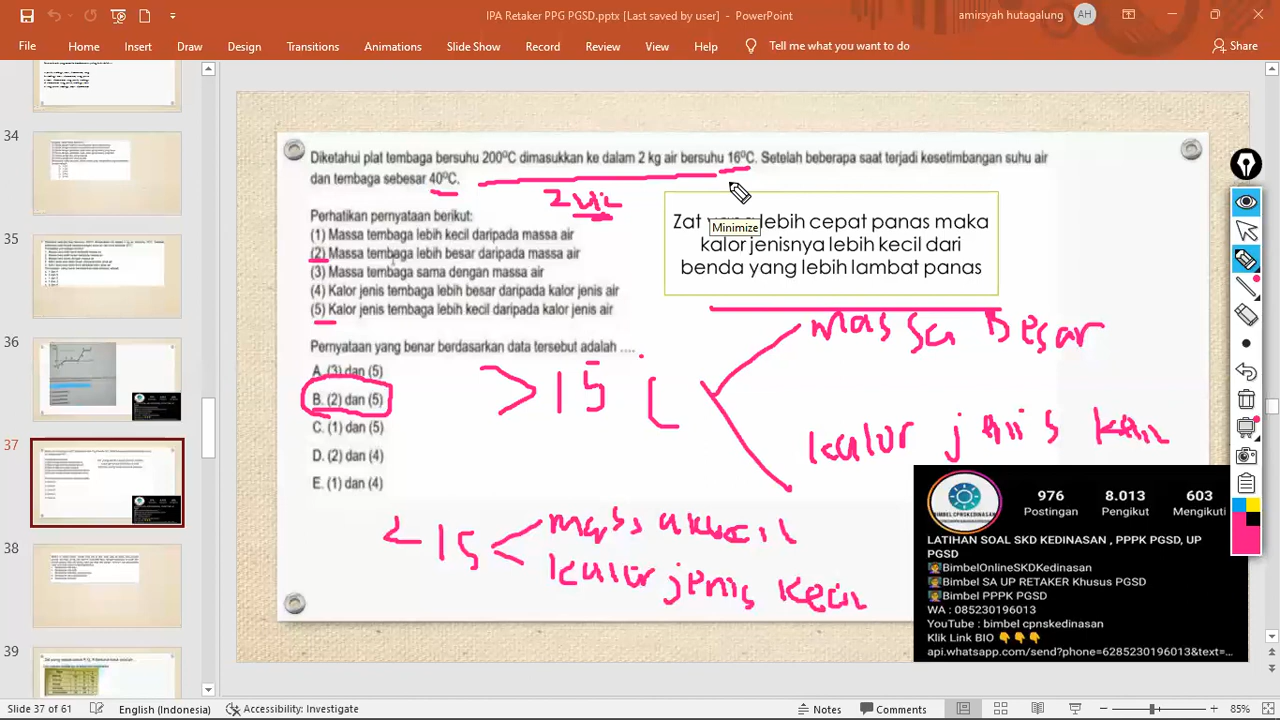 IPA Retaker PPG PGSD.pptx [Last saved by user] - PowerPoint
amirsyah hutagalung
AH
File Home Insert Draw Design Transitions Animations Slide Show Record Review View Help Tell me what you want to do Share
34
35
36
37
38
39
Diketahui plat tembaga bersuhu 200⁰C dimasukkan ke dalam 2 kg air bersuhu 16⁰C. Setelah beberapa saat terjadi kesetimbangan suhu air
dan tembaga sebesar 40⁰C.
Perhatikan pernyataan berikut:
(1) Massa tembaga lebih kecil daripada massa air
(2) Massa tembaga lebih besar daripada massa air
(3) Massa tembaga sama dengan massa air
(4) Kalor jenis tembaga lebih besar daripada kalor jenis air
(5) Kalor jenis tembaga lebih kecil daripada kalor jenis air
Pernyataan yang benar berdasarkan data tersebut adalah ....
A. (3) dan (5)
B. (2) dan (5)
C. (1) dan (5)
D. (2) dan (4)
E. (1) dan (4)
Zat lebih cepat panas maka
kalor jenisnya lebih kecil dari
benda yang lebih lambat panas
Minimize
massa Besar
> 15
kalor jenis
< 15
kalor jenis kecil
BIMBEL CPNSKEDINASAN
976 8.013 603
Postingan Pengikut Mengikuti
LATIHAN SOAL SKD KEDINASAN , PPPK PGSD, UP
PGSD
BimbelOnlineSKDKedinasan
Bimbel SA UP RETAKER Khusus PGSD
Bimbel PPPK PGSD
WA : 085230196013
YouTube : bimbel cpnskedinasan
Klik Link BIO 👇👇👇
api.whatsapp.com/send?phone=6285230196013&text=...
Slide 37 of 61 English (Indonesia) Accessibility: Investigate Notes Comments 85%